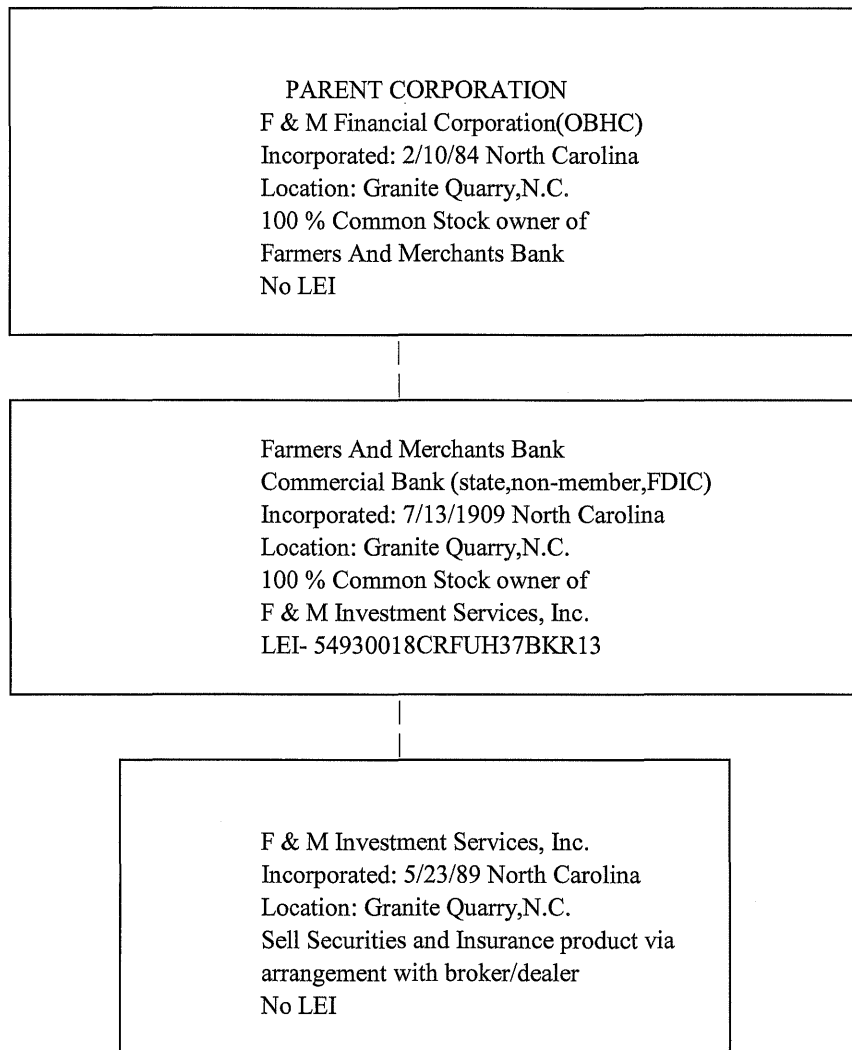 PARENT CORPORATION
F & M Financial Corporation(OBHC)
Incorporated: 2/10/84 North Carolina
Location: Granite Quarry,N.C.
100 % Common Stock owner of
Farmers And Merchants Bank
No LEI
Farmers And Merchants Bank
Commercial Bank (state,non-member,FDIC)
Incorporated: 7/13/1909 North Carolina
Location: Granite Quarry,N.C.
100 % Common Stock owner of
F & M Investment Services, Inc.
LEI- 54930018CRFUH37BKR13
F & M Investment Services, Inc.
Incorporated: 5/23/89 North Carolina
Location: Granite Quarry,N.C.
Sell Securities and Insurance product via
arrangement with broker/dealer
No LEI